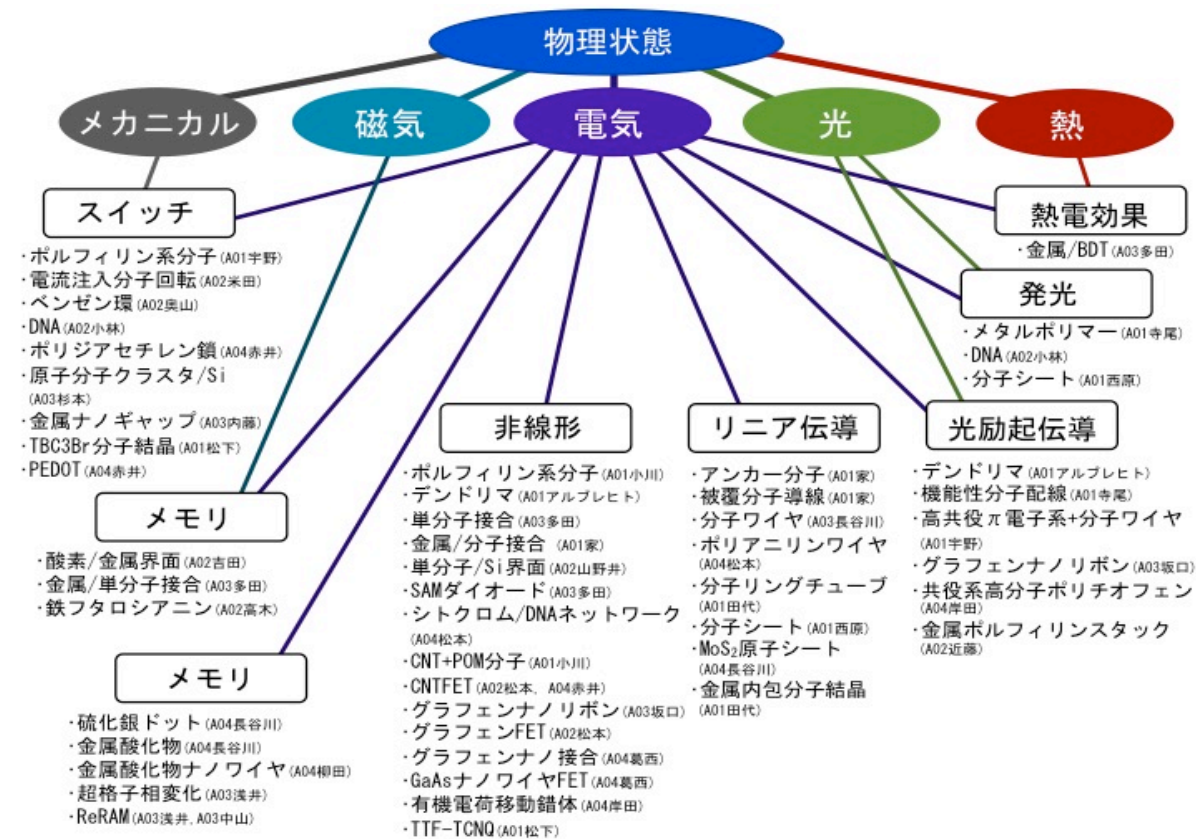 物理状態
メカニカル
磁気
電気
光
熱
スイッチ
・ポルフィリン系分子(A01宇野)
・電流注入分子回転(A02米田)
・ベンゼン環(A02奥山)
・DNA(A02小林)
・ポリジアセチレン鎖(A04赤井)
・原子分子クラスタ/Si
(A03杉本)
・金属ナノギャップ(A03内藤)
・TBC3Br分子結晶(A01松下)
・PEDOT(A04赤井)
メモリ
・酸素/金属界面(A02吉田)
・金属/単分子接合(A03多田)
・鉄フタロシアニン(A02高木)
メモリ
・硫化銀ドット(A04長谷川)
・金属酸化物(A04長谷川)
・金属酸化物ナノワイヤ(A04柳田)
・超格子相変化(A03浅井)
・ReRAM(A03浅井,A03中山)
非線形
・ポルフィリン系分子(A01小川)
・デンドリマ(A01アルブレヒト)
・単分子接合(A03多田)
・金属/分子接合 (A01家)
・単分子/Si界面(A02山野井)
・SAMダイオード(A03多田)
・シトクロム/DNAネットワーク
(A04松本)
・CNT+POM分子(A01小川)
・CNTFET(A02松本, A04赤井)
・グラフェンナノリボン(A03坂口)
・グラフェンFET(A02松本)
・グラフェンナノ接合(A04葛西)
・GaAsナノワイヤFET(A04葛西)
・有機電荷移動錯体(A04岸田)
・TTF-TCNQ(A01松下)
リニア伝導
・アンカー分子(A01家)
・被覆分子導線(A01家)
・分子ワイヤ(A03長谷川)
・ポリアニリンワイヤ
(A04松本)
・分子リングチューブ
(A01田代)
・分子シート(A01西原)
・MoS₂原子シート
(A04長谷川)
・金属内包分子結晶
(A01田代)
熱電効果
・金属/BDT(A03多田)
発光
・メタルポリマー(A01寺尾)
・DNA(A02小林)
・分子シート(A01西原)
光励起伝導
・デンドリマ(A01アルブレヒト)
・機能性分子配線(A01寺尾)
・高共役π電子系+分子ワイヤ
(A01宇野)
・グラフェンナノリボン(A03坂口)
・共役系高分子ポリチオフェン
(A04岸田)
・金属ポルフィリンスタック
(A02近藤)